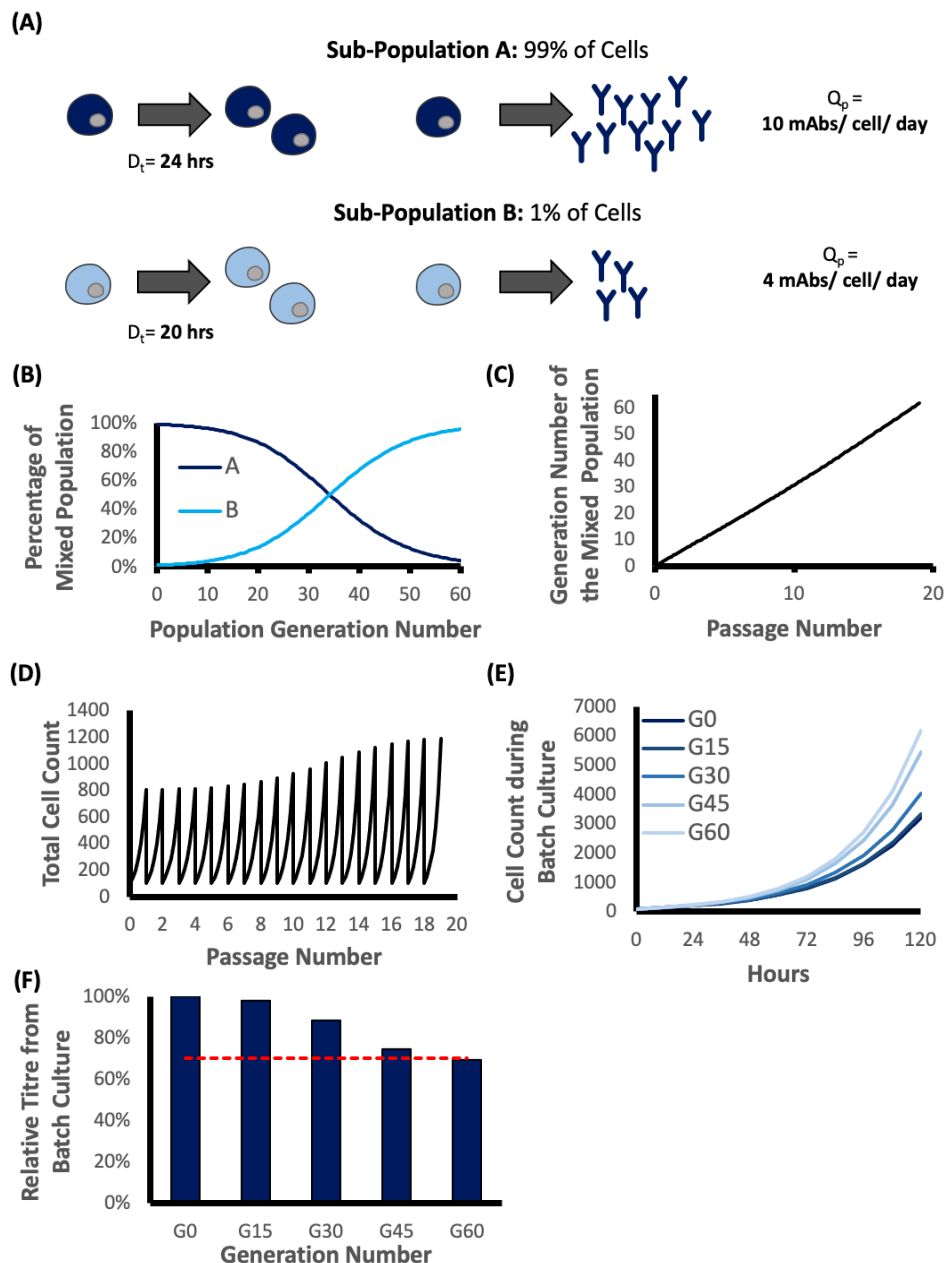 (A)
Sub-Population A: 99% of Cells
Dt= 24 hrs
Qp =
10 mAbs/ cell/ day
Sub-Population B: 1% of Cells
Dt= 20 hrs
Qp =
4 mAbs/ cell/ day
(B)
Percentage of
Mixed Population
100%
80%
60%
40%
20%
0%
A
B
0 10 20 30 40 50 60
Population Generation Number
(C)
Generation Number of
the Mixed Population
60
50
40
30
20
10
0
0 10 20
Passage Number
(D)
Total Cell Count
1400
1200
1000
800
600
400
200
0
0 2 4 6 8 10 12 14 16 18 20
Passage Number
(E)
Cell Count during
Batch Culture
7000
6000
5000
4000
3000
2000
1000
0
G0
G15
G30
G45
G60
0 24 48 72 96 120
Hours
(F)
Relative Titre from
Batch Culture
100%
80%
60%
40%
20%
0%
G0 G15 G30 G45 G60
Generation Number